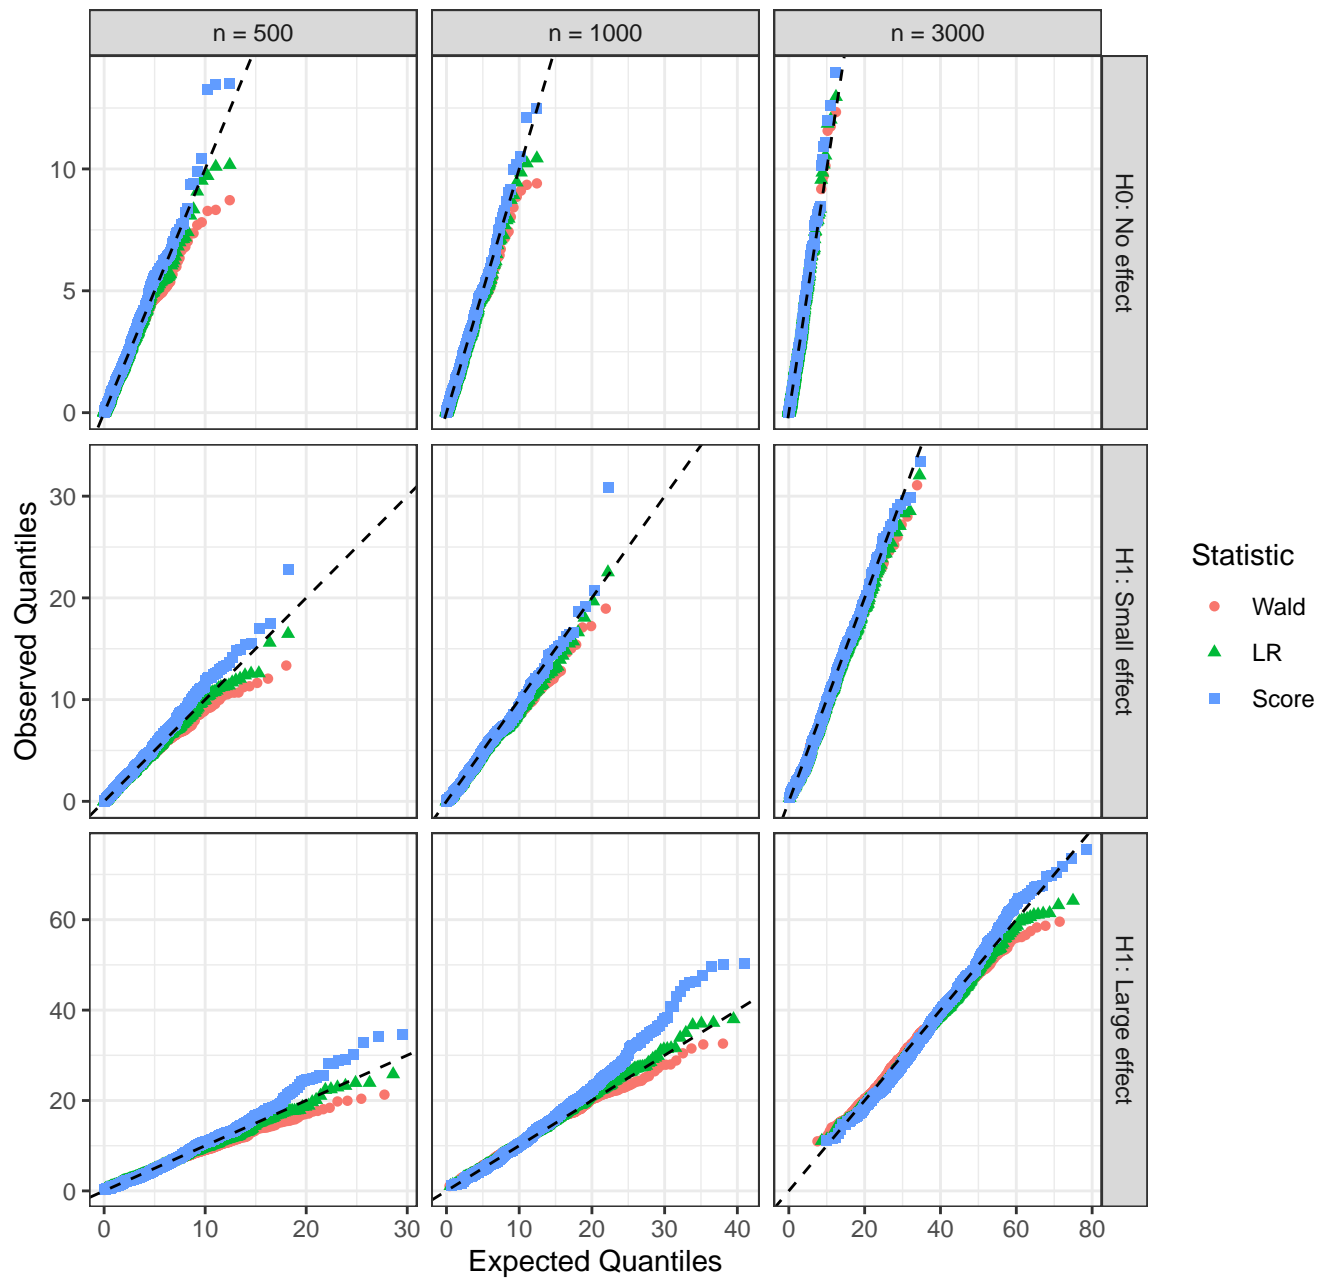 n = 500
n = 1000
n = 3000
10
5
0
H0: No effect
30
20
10
0
H1: Small effect
60
40
20
0
H1: Large effect
0 10 20 30
0 10 20 30 40
0 20 40 60 80
Expected Quantiles
Observed Quantiles
Statistic
Wald
LR
Score